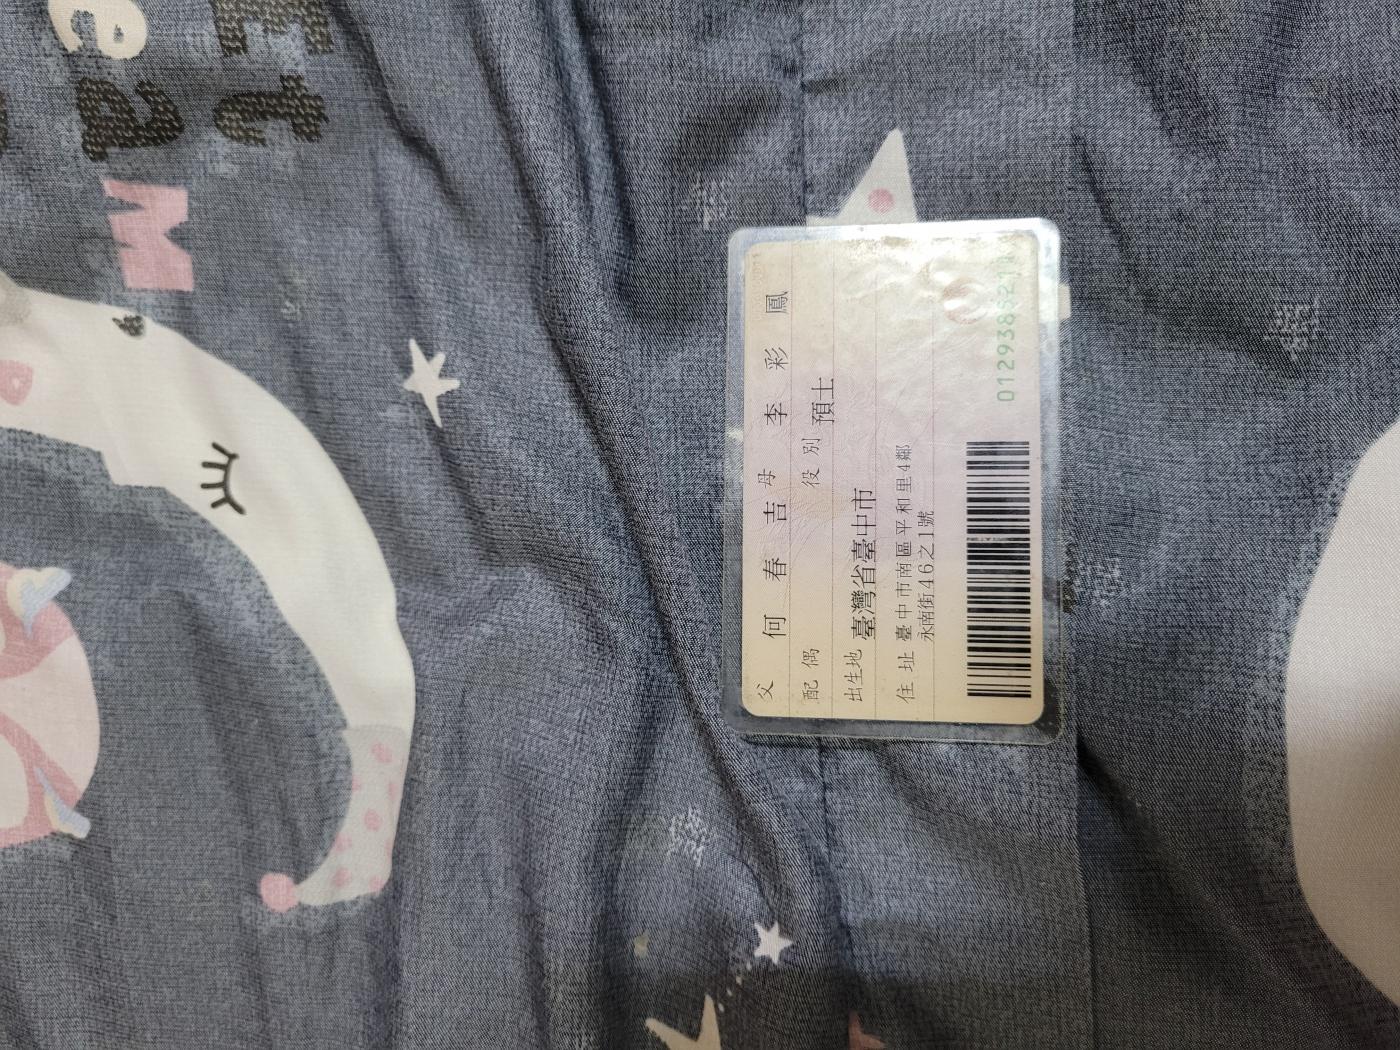 父 何春吉 母 李彩鳳
配偶 役別 預士
出生地 臺灣省臺中市
住址 臺中市南區平和里4鄰
永南街46之1號